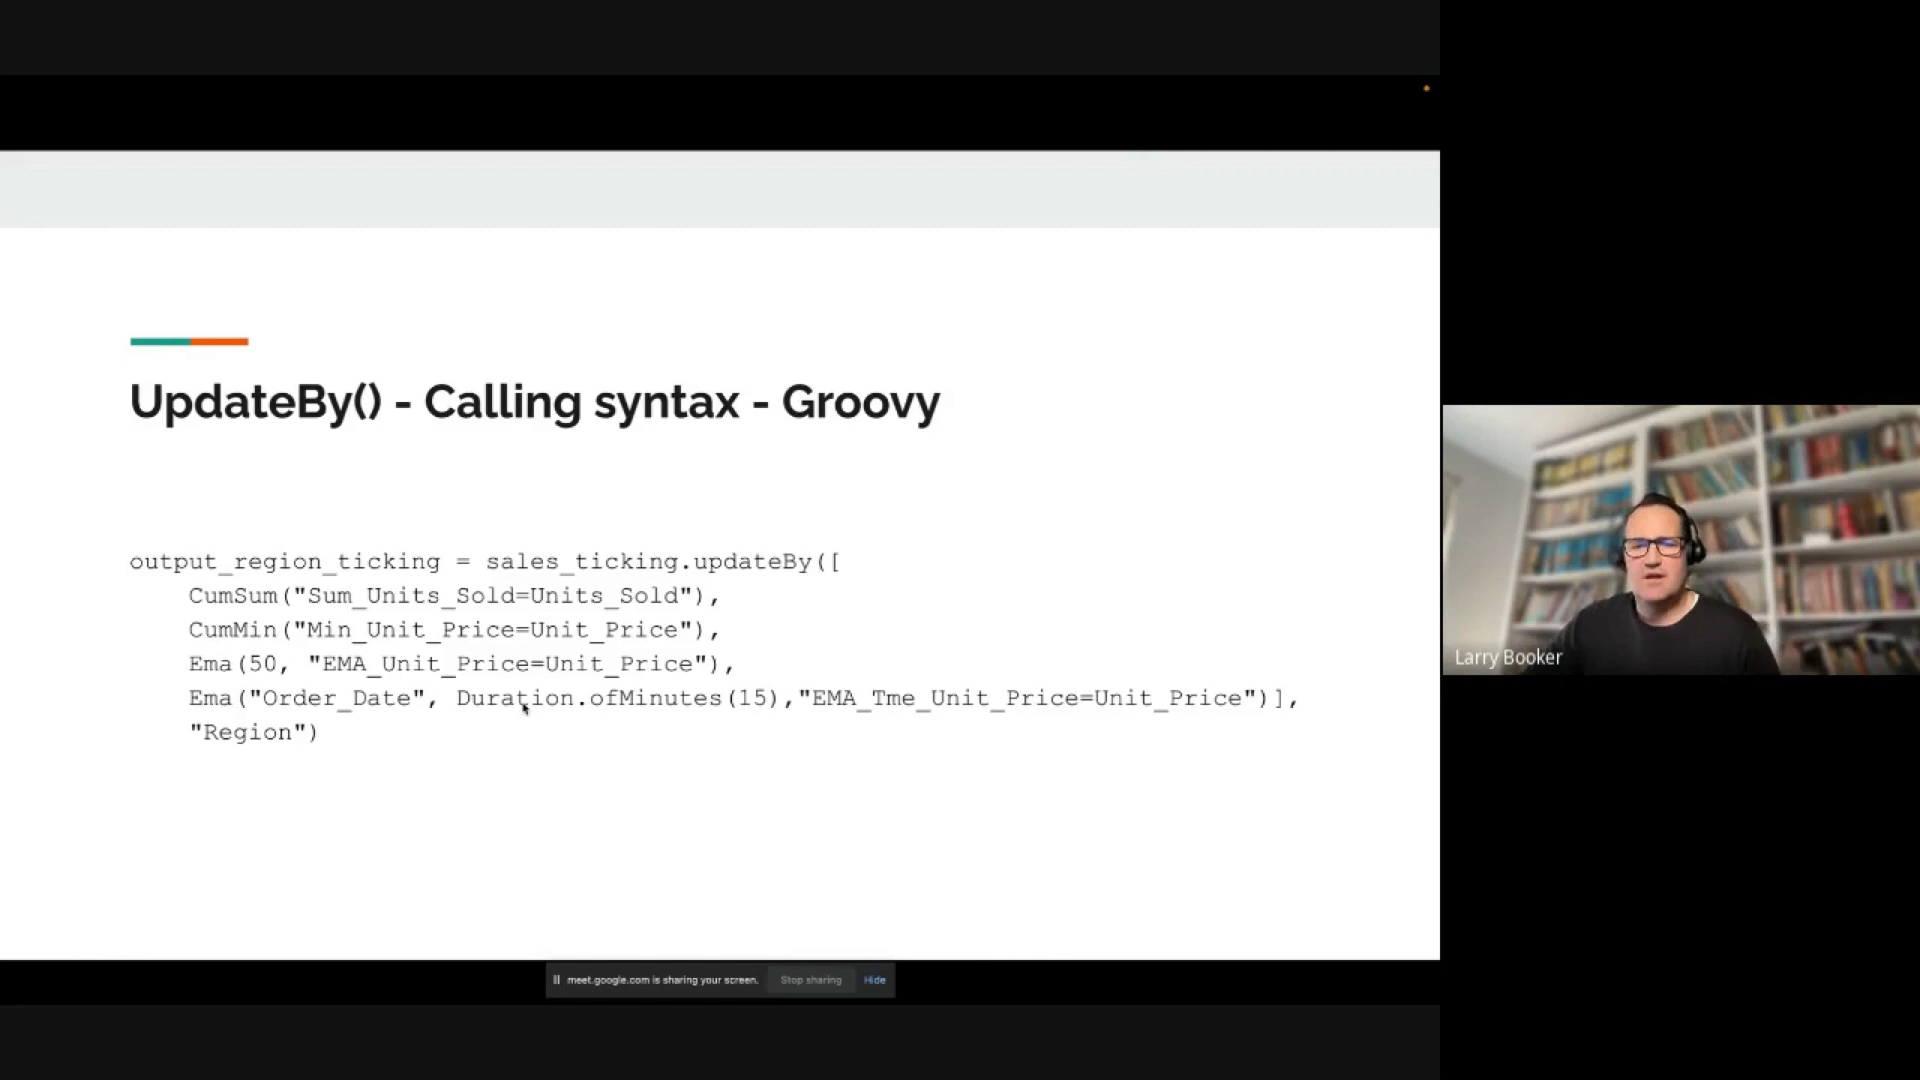 UpdateBy() - Calling syntax - Groovy
output_region_ticking = sales_ticking.updateBy([
CumSum("Sum_Units_Sold=Units_Sold"),
CumMin("Min_Unit_Price=Unit_Price"),
Ema(50, "EMA_Unit_Price=Unit_Price"),
Ema("Order_Date", Duration.ofMinutes(15),"EMA_Tme_Unit_Price=Unit_Price")],
"Region")
Larry Booker
meet.google.com is sharing your screen. Stop sharing Hide